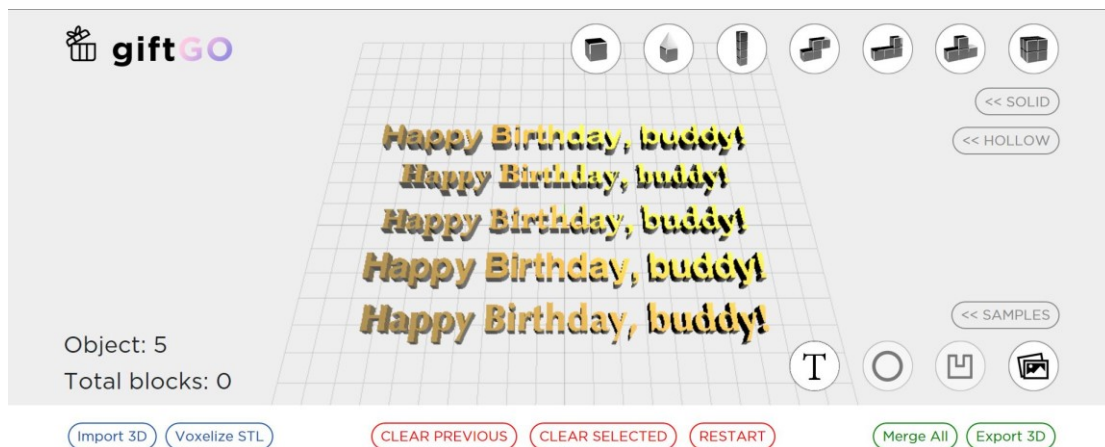 giftGO
<< SOLID
<< HOLLOW
Happy Birthday, buddy!
Happy Birthday, buddy!
Happy Birthday, buddy!
Happy Birthday, buddy!
Happy Birthday, buddy!
<< SAMPLES
Object: 5
Total blocks: 0
T
Import 3D
Voxelize STL
CLEAR PREVIOUS
CLEAR SELECTED
RESTART
Merge All
Export 3D